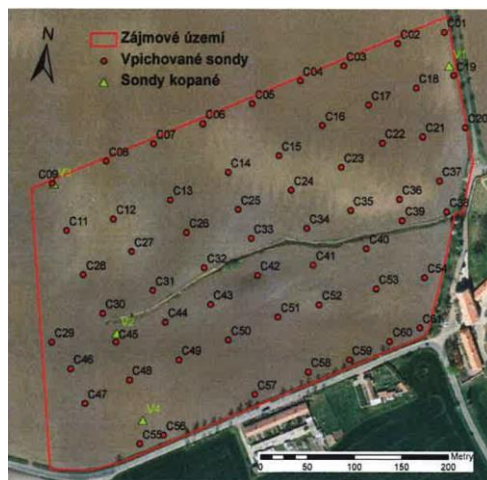 N
Zájmové území
Vpichované sondy
Sondy kopané
C01
C02
C03
C04
C05
C06
C07
C08
C09
C11
C12
C13
C14
C15
C16
C17
C18
C19
C20
C21
C22
C23
C24
C25
C26
C27
C28
C29
C30
C31
C32
C33
C34
C35
C36
C37
C38
C39
C40
C41
C42
C43
C44
C45
C46
C47
C48
C49
C50
C51
C52
C53
C54
C55
C56
C57
C58
C59
C60
C61
V2
V4
Metry
0
50
100
150
200